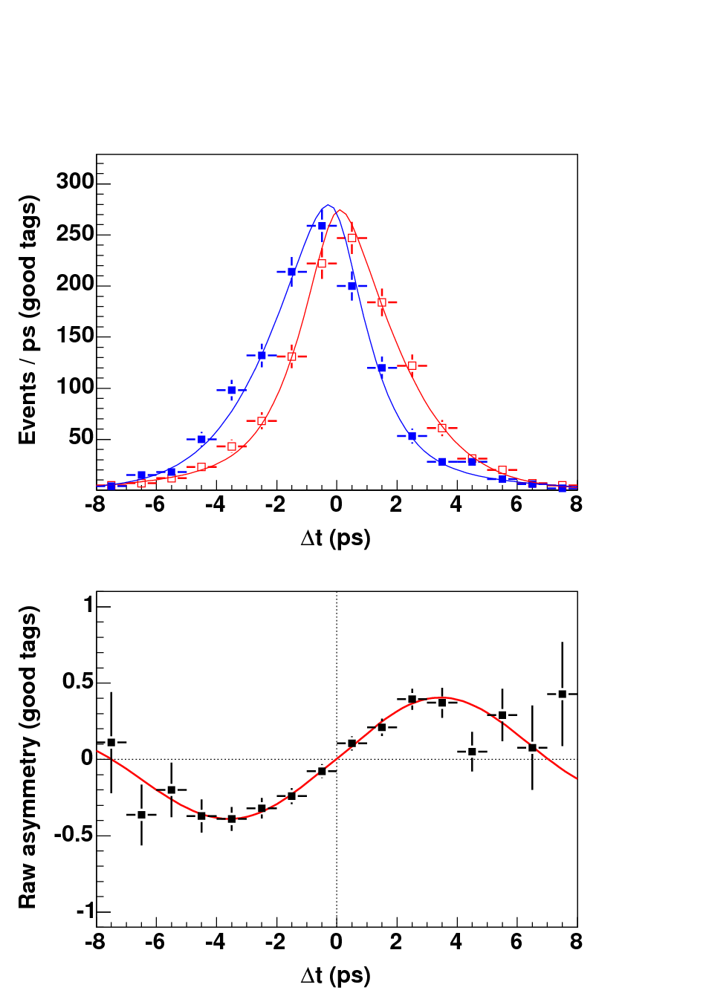 Events / ps (good tags)
300
250
200
150
100
50
-8 -6 -4 -2 0 2 4 6 8
Δt (ps)
Raw asymmetry (good tags)
1
0.5
0
-0.5
-1
-8 -6 -4 -2 0 2 4 6 8
Δt (ps)